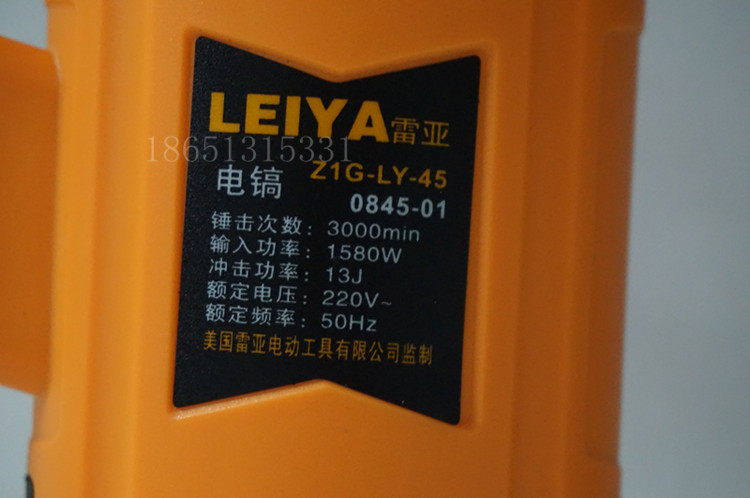 LEIYA雷亚
18651315331
Z1G-LY-45
电镐 0845-01
锤击次数：3000min
输入功率：1580W
冲击功率：13J
额定电压：220V~
额定频率：50Hz
美国雷亚电动工具有限公司监制